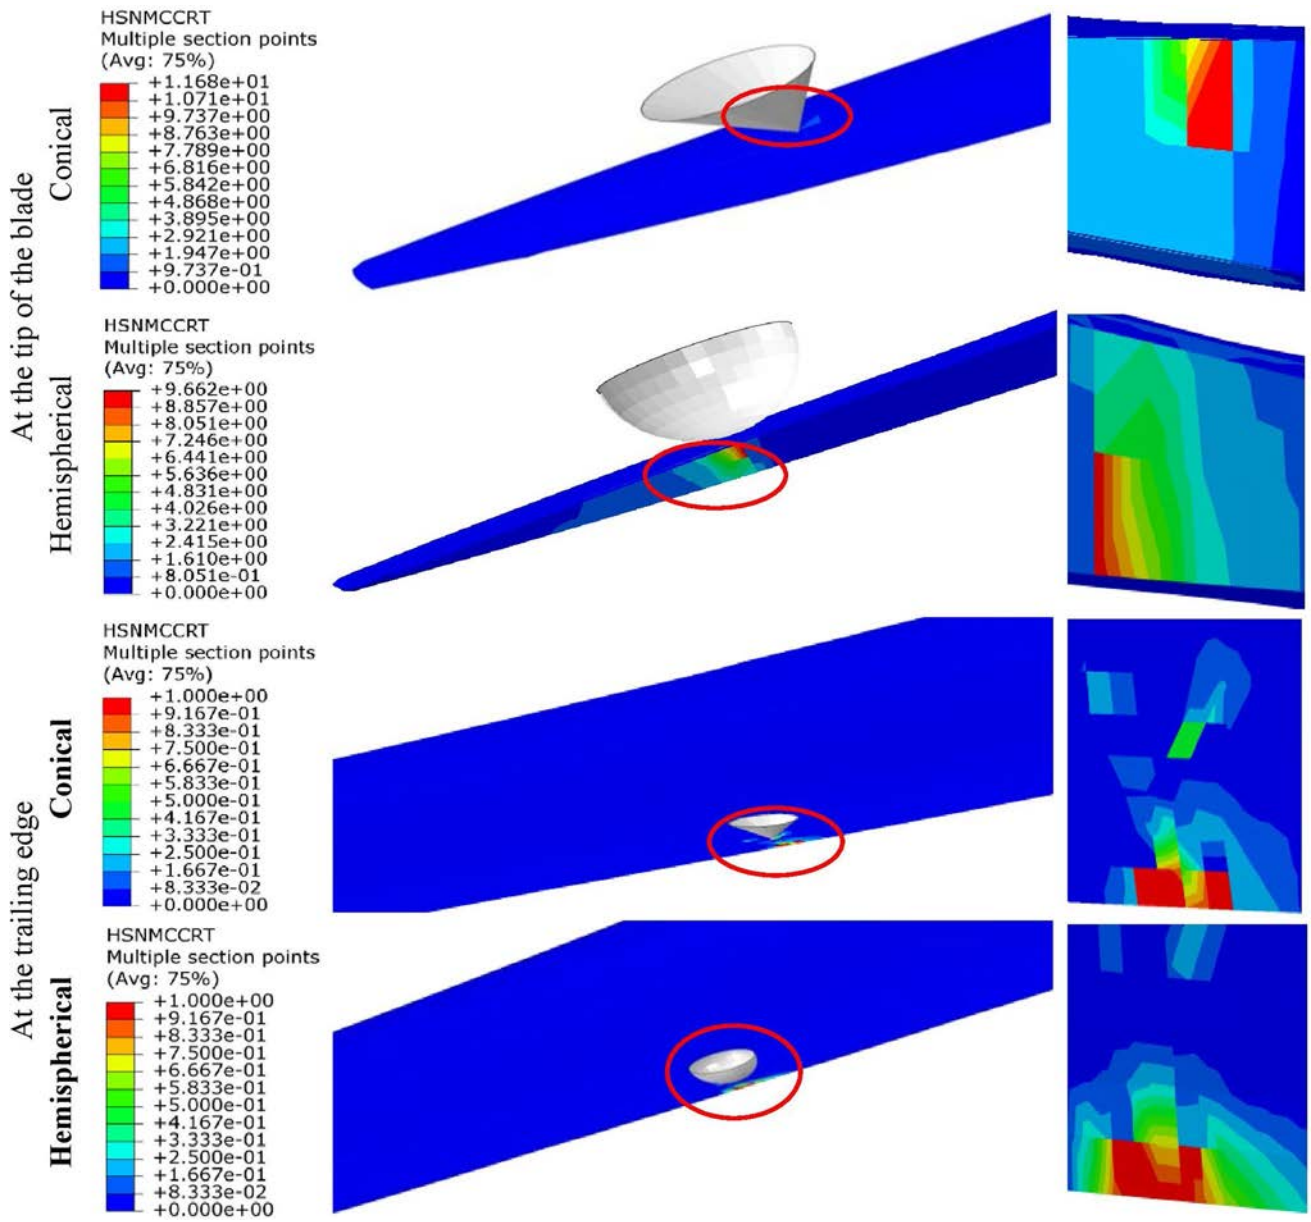 At the tip of the blade
Conical
HSNMCCRT
Multiple section points
(Avg: 75%)
+1.168e+01
+1.071e+01
+9.737e+00
+8.763e+00
+7.789e+00
+6.816e+00
+5.842e+00
+4.868e+00
+3.895e+00
+2.921e+00
+1.947e+00
+9.737e-01
+0.000e+00
Hemispherical
HSNMCCRT
Multiple section points
(Avg: 75%)
+9.662e+00
+8.857e+00
+8.051e+00
+7.246e+00
+6.441e+00
+5.636e+00
+4.831e+00
+4.026e+00
+3.221e+00
+2.415e+00
+1.610e+00
+8.051e-01
+0.000e+00
At the trailing edge
Conical
HSNMCCRT
Multiple section points
(Avg: 75%)
+1.000e+00
+9.167e-01
+8.333e-01
+7.500e-01
+6.667e-01
+5.833e-01
+5.000e-01
+4.167e-01
+3.333e-01
+2.500e-01
+1.667e-01
+8.333e-02
+0.000e+00
Hemispherical
HSNMCCRT
Multiple section points
(Avg: 75%)
+1.000e+00
+9.167e-01
+8.333e-01
+7.500e-01
+6.667e-01
+5.833e-01
+5.000e-01
+4.167e-01
+3.333e-01
+2.500e-01
+1.667e-01
+8.333e-02
+0.000e+00